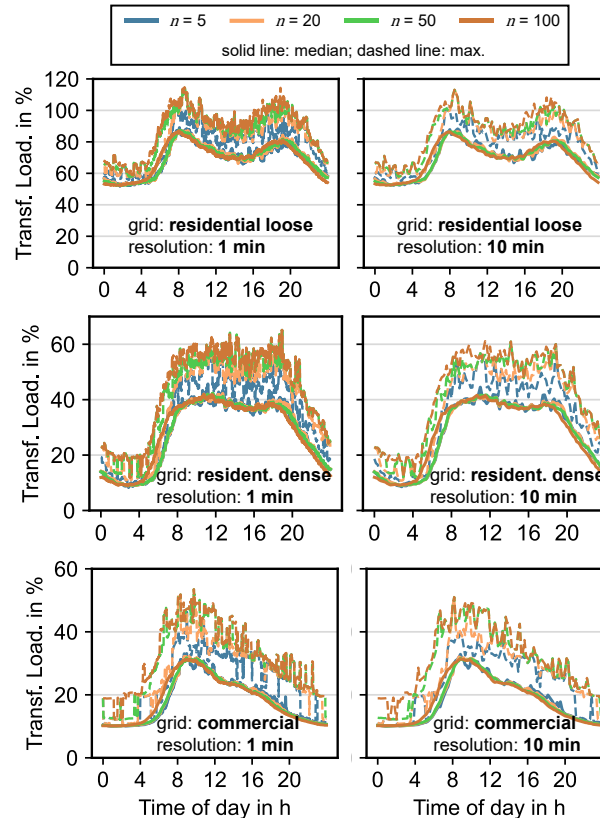 n = 5 n = 20 n = 50 n = 100
solid line: median; dashed line: max.
Transf. Load. in %
120
100
80
60
40
20
0
grid: residential loose
resolution: 1 min
0 4 8 12 16 20
grid: residential loose
resolution: 10 min
0 4 8 12 16 20
Transf. Load. in %
60
40
20
0
grid: resident. dense
resolution: 1 min
0 4 8 12 16 20
grid: resident. dense
resolution: 10 min
0 4 8 12 16 20
Transf. Load. in %
60
40
20
0
grid: commercial
resolution: 1 min
0 4 8 12 16 20
Time of day in h
grid: commercial
resolution: 10 min
0 4 8 12 16 20
Time of day in h